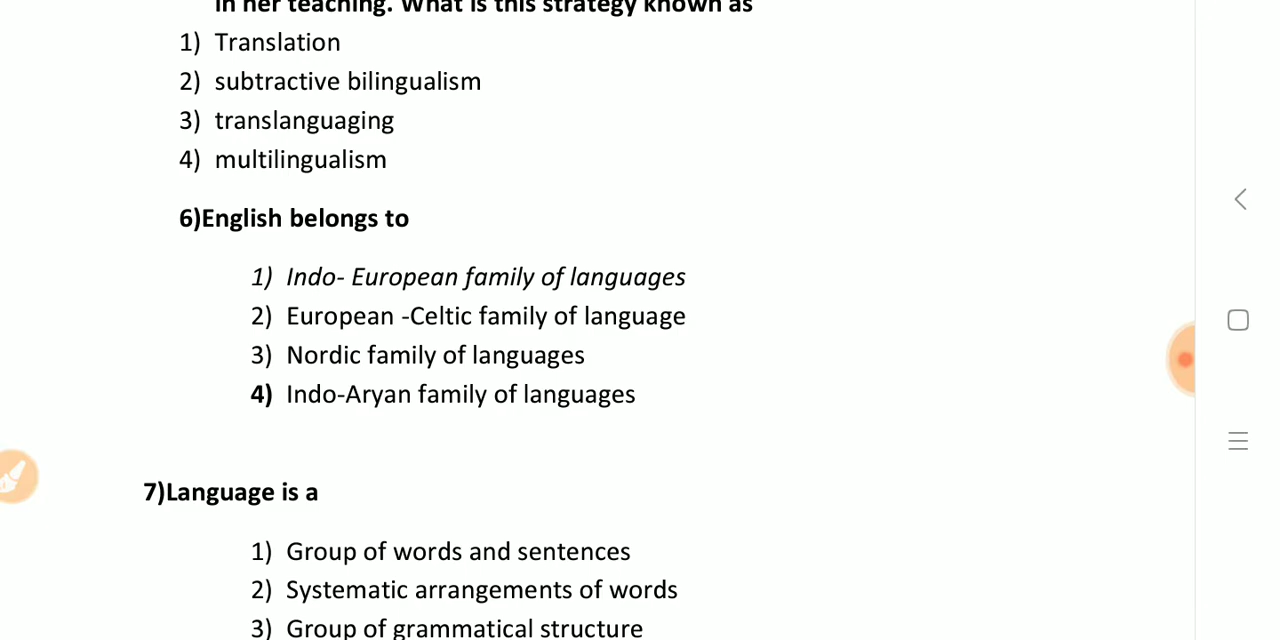 in her teaching. What is this strategy known as
1) Translation
2) subtractive bilingualism
3) translanguaging
4) multilingualism
6)English belongs to
1) Indo- European family of languages
2) European -Celtic family of language
3) Nordic family of languages
4) Indo-Aryan family of languages
7)Language is a
1) Group of words and sentences
2) Systematic arrangements of words
3) Group of grammatical structure